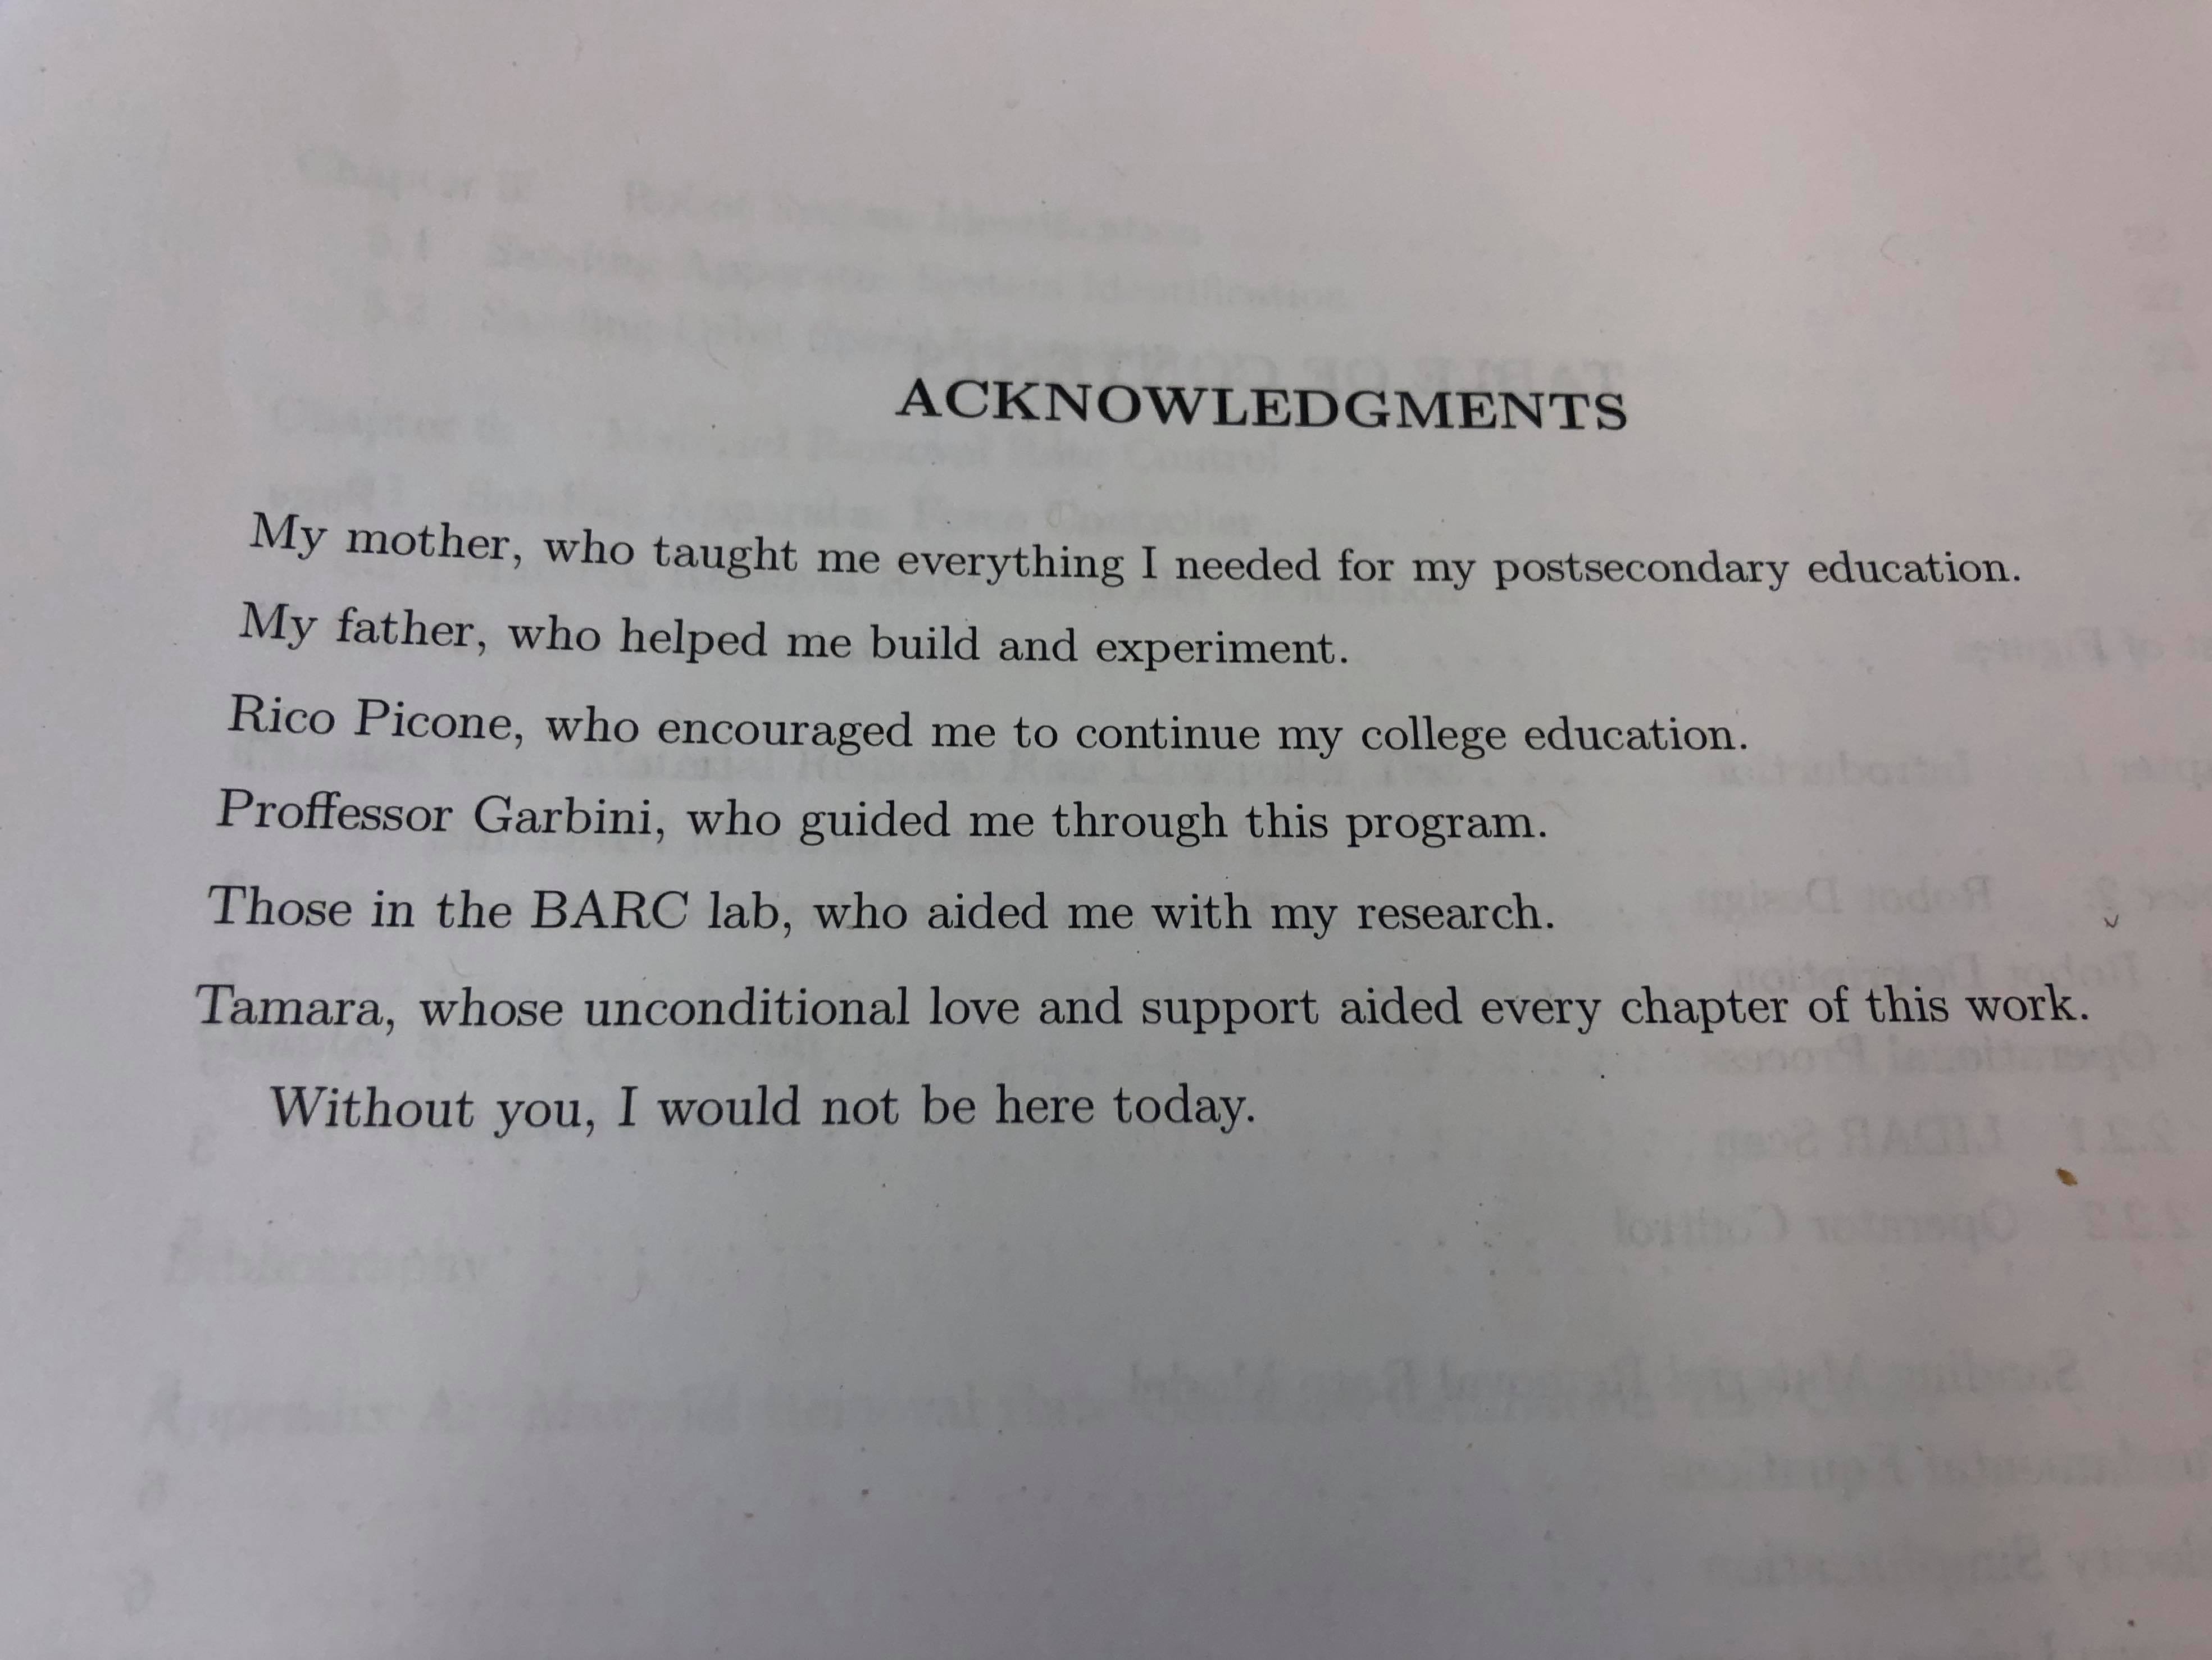 ACKNOWLEDGMENTS
My mother, who taught me everything I needed for my postsecondary education.
My father, who helped me build and experiment.
Rico Picone, who encouraged me to continue my college education.
Proffessor Garbini, who guided me through this program.
Those in the BARC lab, who aided me with my research.
Tamara, whose unconditional love and support aided every chapter of this work.
Without you, I would not be here today.